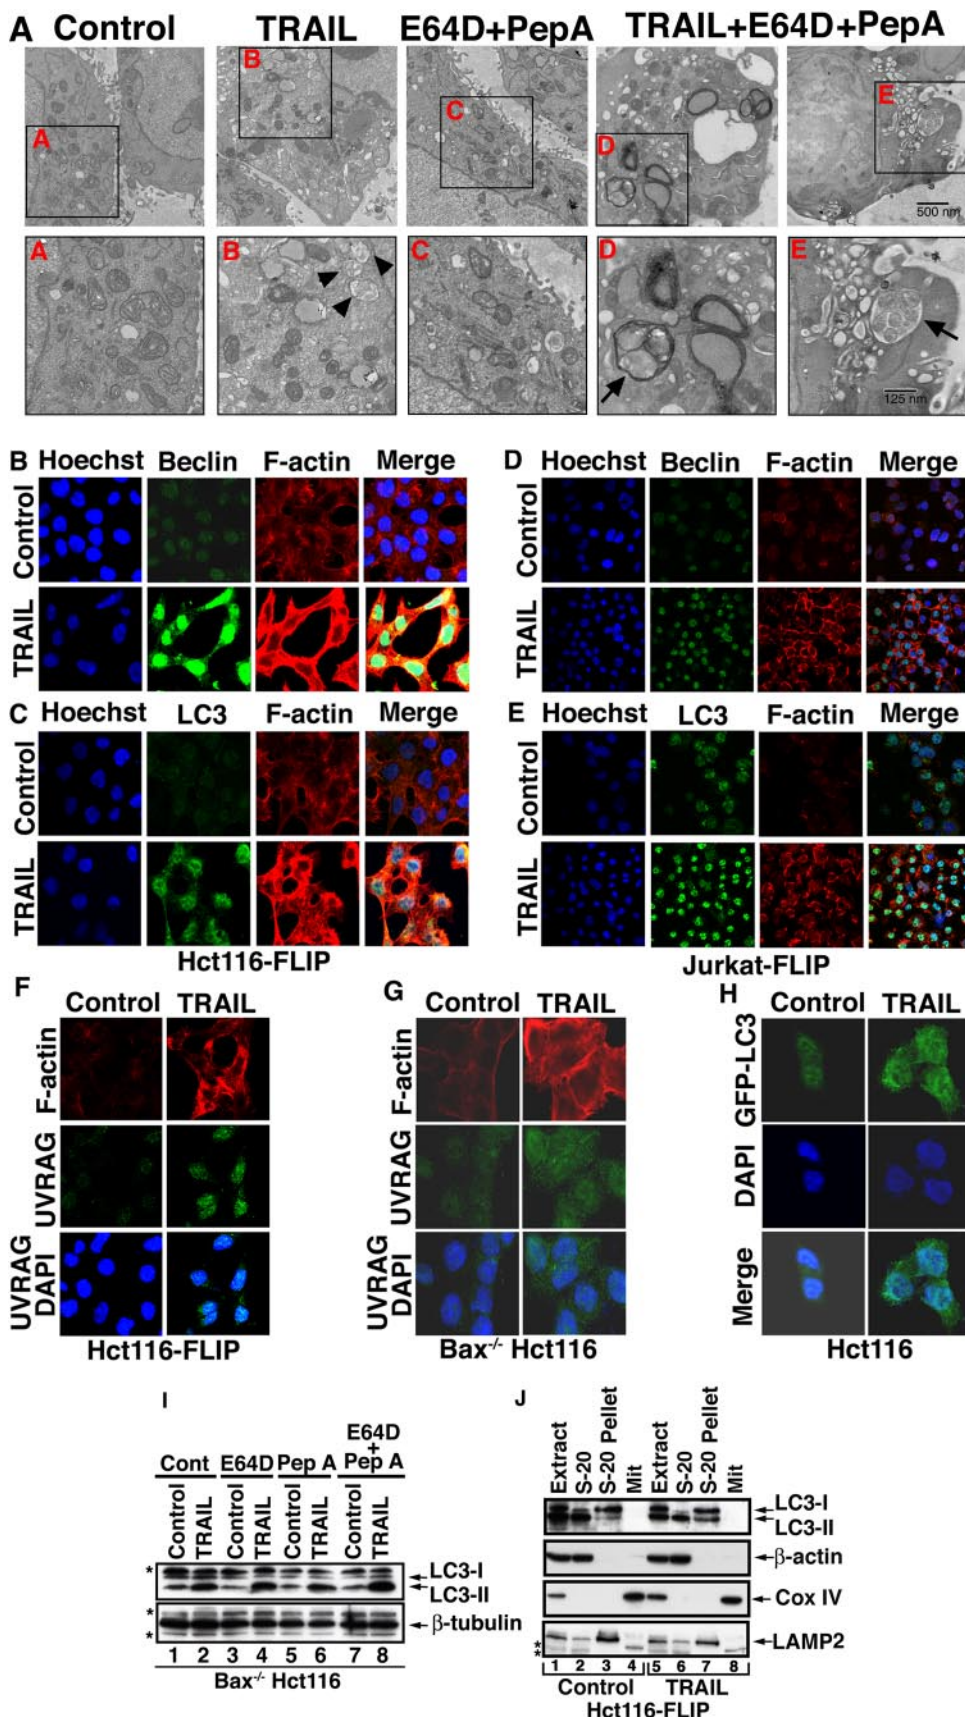 A Control TRAIL E64D+PepA TRAIL+E64D+PepA
A B C D E
500 nm
A B C D E
125 nm
B Hoechst Beclin F-actin Merge
Control
TRAIL
C Hoechst LC3 F-actin Merge
Control
TRAIL
Hct116-FLIP
D Hoechst Beclin F-actin Merge
Control
TRAIL
E Hoechst LC3 F-actin Merge
Control
TRAIL
Jurkat-FLIP
F Control TRAIL
F-actin
UVRAG
UVRAG
DAPI
Hct116-FLIP
G Control TRAIL
F-actin
UVRAG
UVRAG
DAPI
Bax-/- Hct116
H Control TRAIL
GFP-LC3
DAPI
Merge
Hct116
I
Cont E64D Pep A E64D + Pep A
Control TRAIL Control TRAIL Control TRAIL Control TRAIL
* LC3-I
LC3-II
* β-tubulin
*
1 2 3 4 5 6 7 8
Bax-/- Hct116
J
Extract S-20 S-20 Pellet Mit Extract S-20 S-20 Pellet Mit
LC3-I
LC3-II
β-actin
Cox IV
* LAMP2
*
1 2 3 4 5 6 7 8
Control TRAIL
Hct116-FLIP